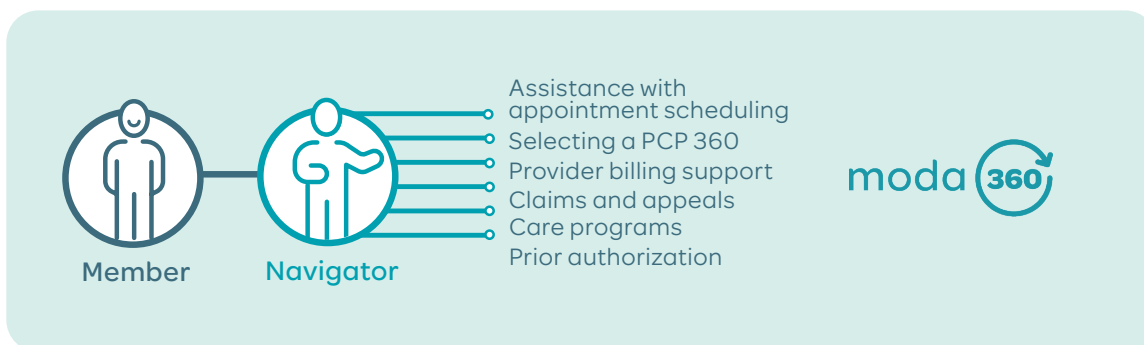 Assistance with
appointment scheduling
Selecting a PCP 360
Provider billing support
Claims and appeals
Care programs
Prior authorization
Member
Navigator
moda 360